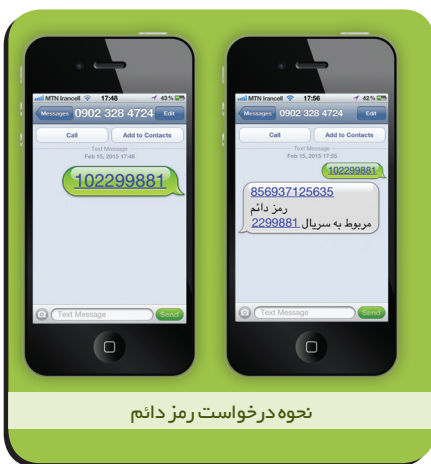 MTN Irancell 17:48 43%
Messages 0902 328 4724 Edit
Call Add to Contacts
Text Message
Feb 15, 2015 17:48
102299881
Text Message Send
MTN Irancell 17:56 42%
Messages 0902 328 4724 Edit
Call Add to Contacts
Text Message
Feb 15, 2015 17:55
102299881
856937125635
رمز دائم
مربوط به سریال 2299881
Text Message Send
نحوه درخواست رمز دائم